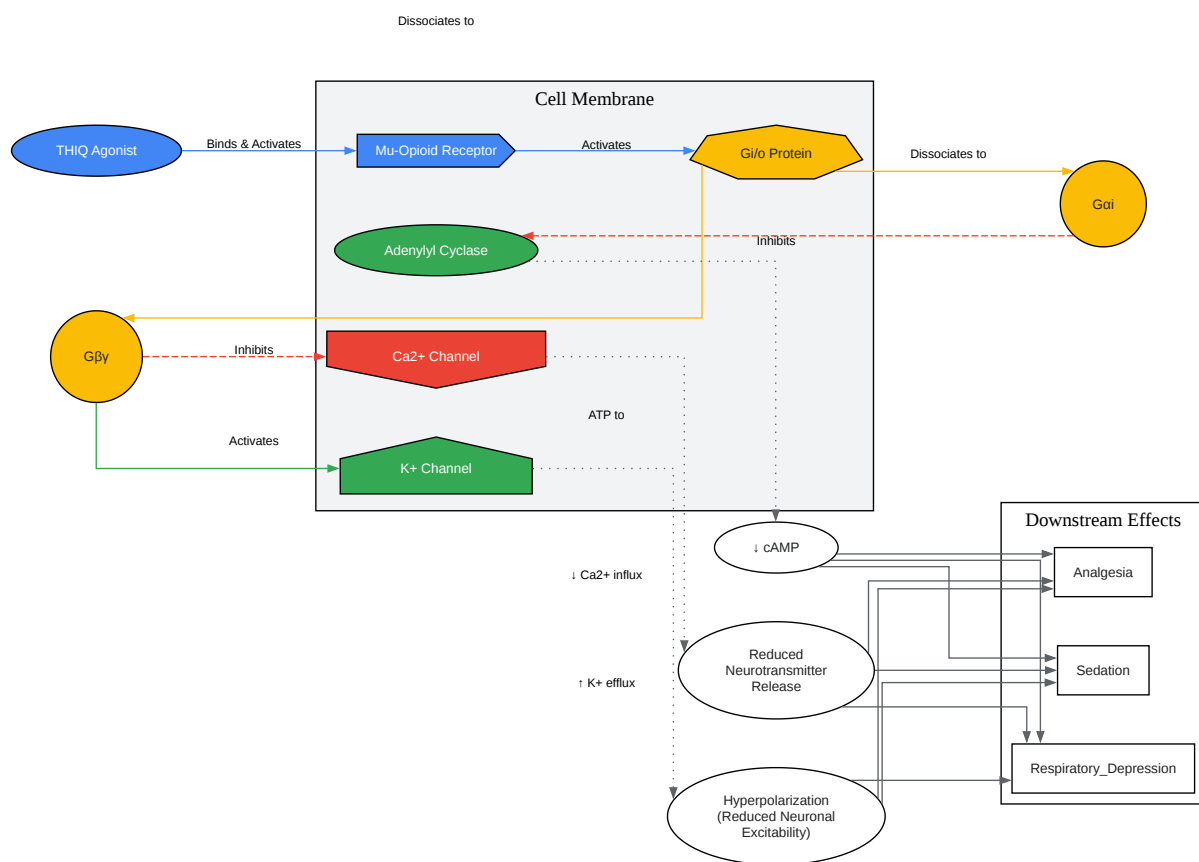 Dissociates to
Cell Membrane
THIQ Agonist
Binds & Activates
Mu-Opioid Receptor
Activates
Gi/o Protein
Dissociates to
Gαi
Adenylyl Cyclase
Inhibits
Gβγ
Inhibits
Ca2+ Channel
ATP to
Activates
K+ Channel
Downstream Effects
↓ cAMP
Analgesia
↓ Ca2+ influx
Reduced
Neurotransmitter
Release
Sedation
↑ K+ efflux
Respiratory_Depression
Hyperpolarization
(Reduced Neuronal
Excitability)